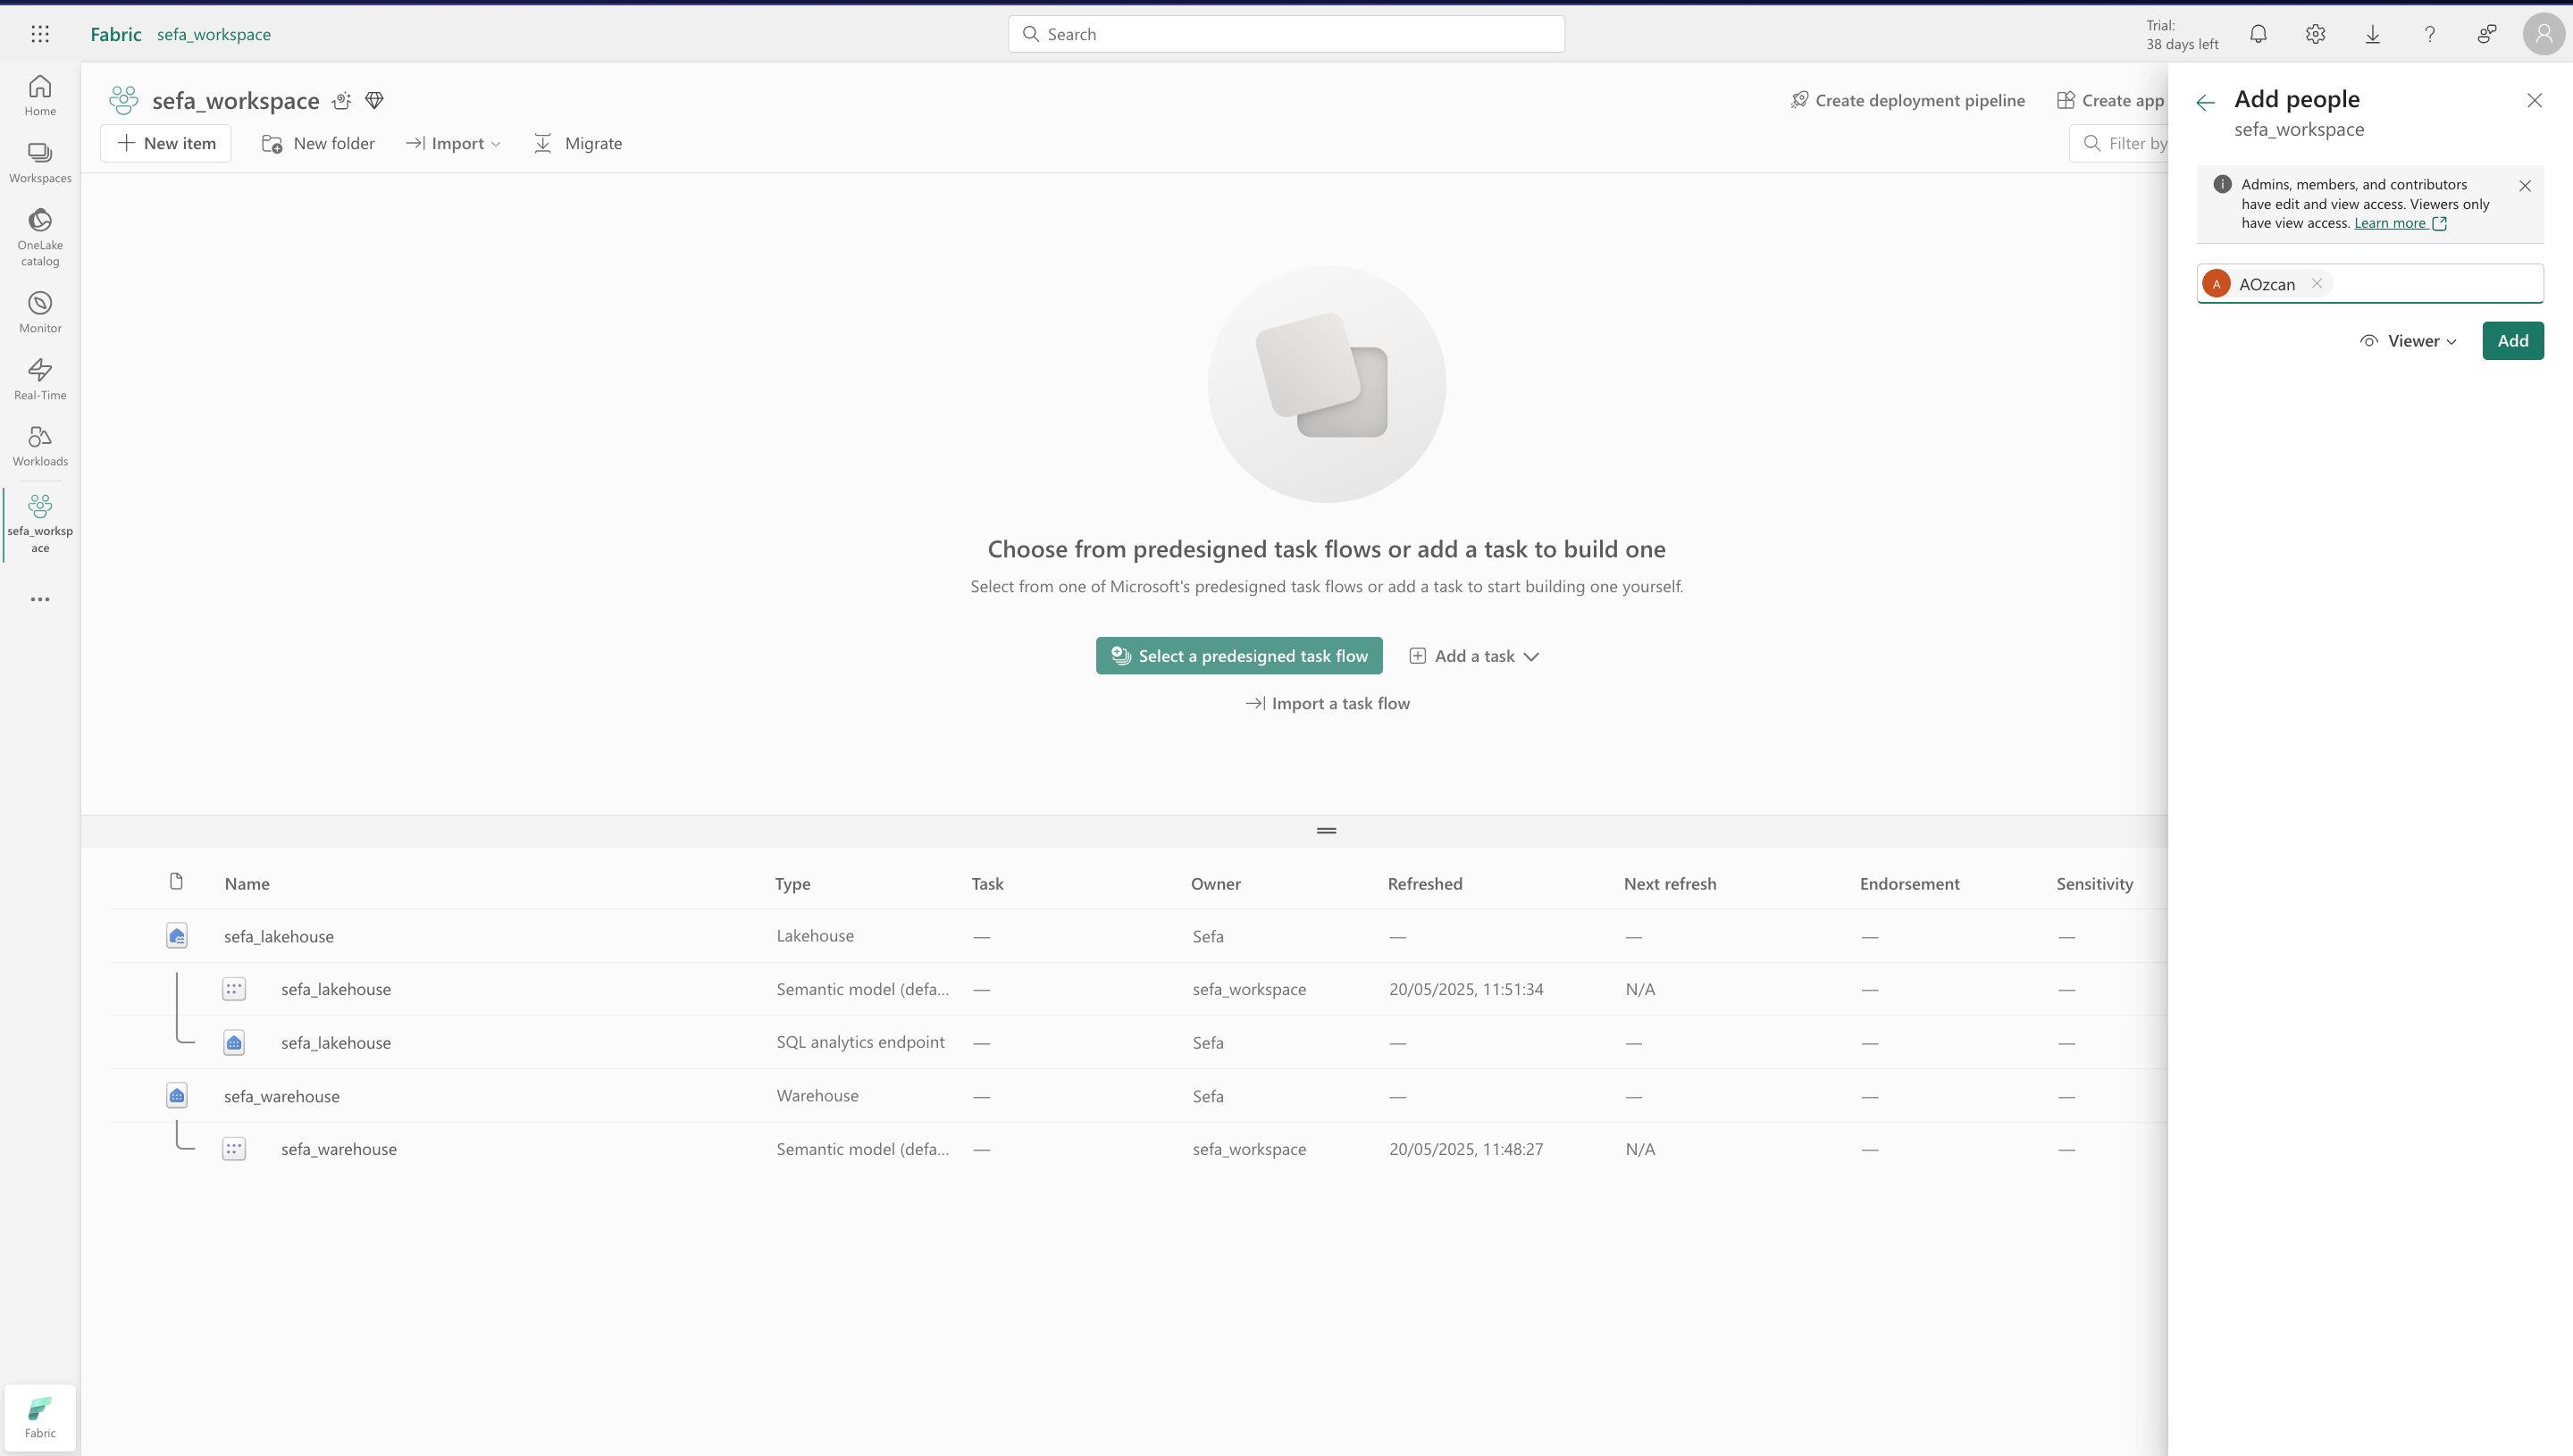 Fabric sefa_workspace
Search
Trial:
38 days left
Home
Workspaces
OneLake
catalog
Monitor
Real-Time
Workloads
sefa_worksp
ace
Fabric
sefa_workspace
Create deployment pipeline
Create app
New item
New folder
Import
Migrate
Filter by
Choose from predesigned task flows or add a task to build one
Select from one of Microsoft's predesigned task flows or add a task to start building one yourself.
Select a predesigned task flow
Add a task
Import a task flow
Name Type Task Owner Refreshed Next refresh Endorsement Sensitivity
sefa_lakehouse Lakehouse — Sefa — — — —
sefa_lakehouse Semantic model (defa... — sefa_workspace 20/05/2025, 11:51:34 N/A — —
sefa_lakehouse SQL analytics endpoint — Sefa — — — —
sefa_warehouse Warehouse — Sefa — — — —
sefa_warehouse Semantic model (defa... — sefa_workspace 20/05/2025, 11:48:27 N/A — —
Add people
sefa_workspace
Admins, members, and contributors
have edit and view access. Viewers only
have view access. Learn more
A AOzcan
Viewer
Add